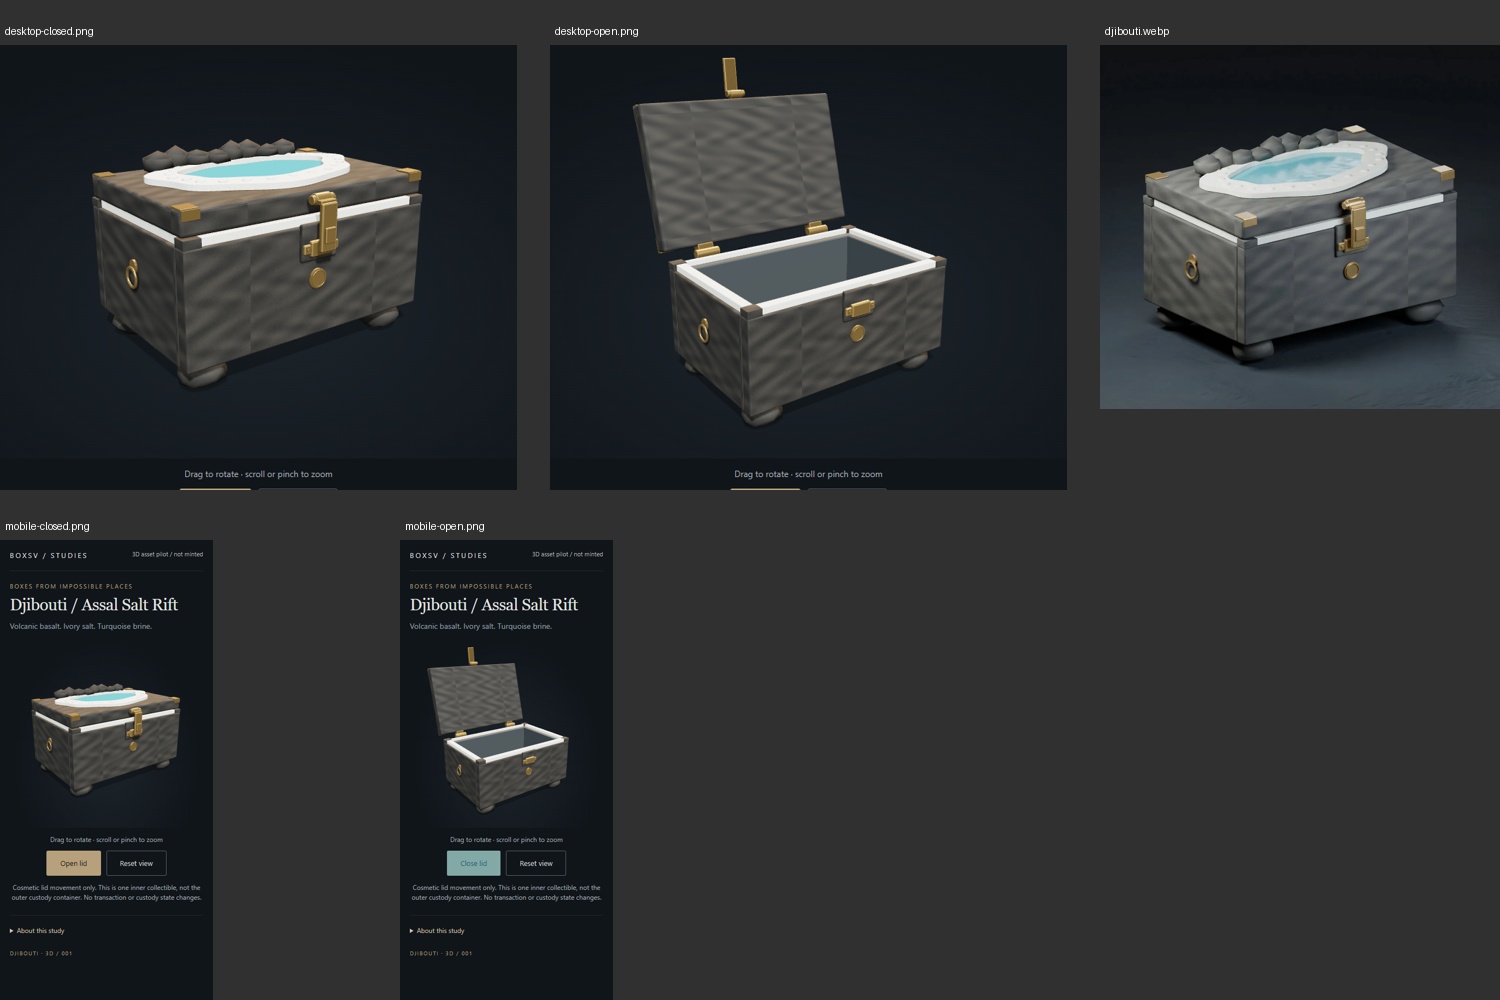 desktop-closed.png
desktop-open.png
djibouti.webp
Drag to rotate · scroll or pinch to zoom
Drag to rotate · scroll or pinch to zoom
mobile-closed.png
mobile-open.png
BOXSV / STUDIES
3D asset pilot / not minted
BOXES FROM IMPOSSIBLE PLACES
Djibouti / Assal Salt Rift
Volcanic basalt. Ivory salt. Turquoise brine.
Drag to rotate · scroll or pinch to zoom
Open lid
Reset view
Cosmetic lid movement only. This is one inner collectible, not the
outer custody container. No transaction or custody state changes.
▸ About this study
DJIBOUTI · 3D / 001
BOXSV / STUDIES
3D asset pilot / not minted
BOXES FROM IMPOSSIBLE PLACES
Djibouti / Assal Salt Rift
Volcanic basalt. Ivory salt. Turquoise brine.
Drag to rotate · scroll or pinch to zoom
Close lid
Reset view
Cosmetic lid movement only. This is one inner collectible, not the
outer custody container. No transaction or custody state changes.
▸ About this study
DJIBOUTI · 3D / 001